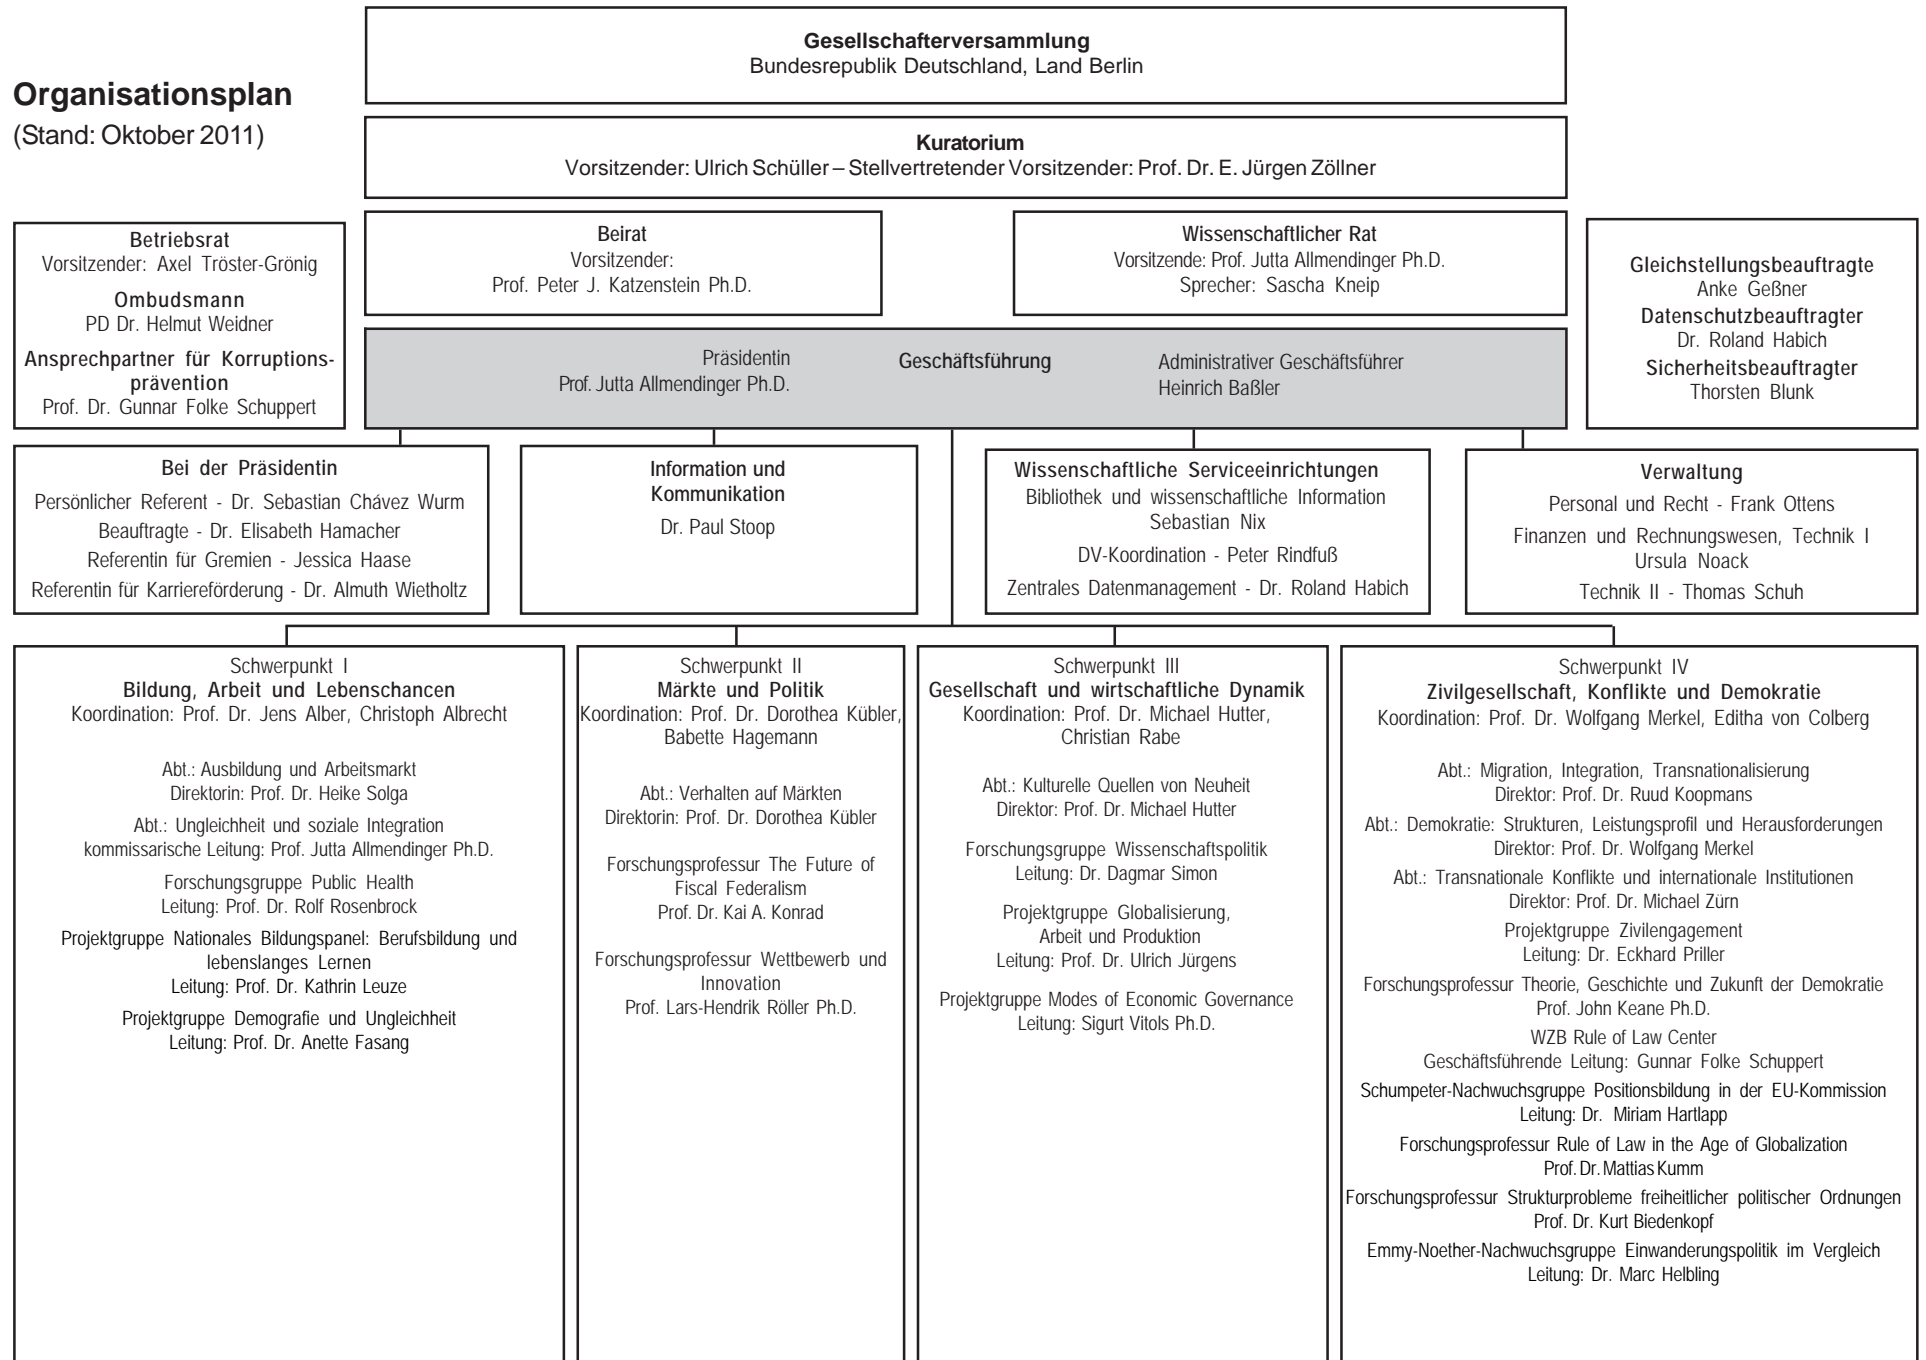 Organisationsplan
(Stand: Oktober 2011)
Gesellschafterversammlung
Bundesrepublik Deutschland, Land Berlin
Kuratorium
Vorsitzender: Ulrich Schüller – Stellvertretender Vorsitzender: Prof. Dr. E. Jürgen Zöllner
Betriebsrat
Vorsitzender: Axel Tröster-Grönig
Ombudsmann
PD Dr. Helmut Weidner
Ansprechpartner für Korruptions-
prävention
Prof. Dr. Gunnar Folke Schuppert
Beirat
Vorsitzender:
Prof. Peter J. Katzenstein Ph.D.
Wissenschaftlicher Rat
Vorsitzende: Prof. Jutta Allmendinger Ph.D.
Sprecher: Sascha Kneip
Gleichstellungsbeauftragte
Anke Geßner
Datenschutzbeauftragter
Dr. Roland Habich
Sicherheitsbeauftragter
Thorsten Blunk
Präsidentin
Prof. Jutta Allmendinger Ph.D.
Geschäftsführung
Administrativer Geschäftsführer
Heinrich Baßler
Bei der Präsidentin
Persönlicher Referent - Dr. Sebastian Chávez Wurm
Beauftragte - Dr. Elisabeth Hamacher
Referentin für Gremien - Jessica Haase
Referentin für Karriereförderung - Dr. Almuth Wietholtz
Information und
Kommunikation
Dr. Paul Stoop
Wissenschaftliche Serviceeinrichtungen
Bibliothek und wissenschaftliche Information
Sebastian Nix
DV-Koordination - Peter Rindfuß
Zentrales Datenmanagement - Dr. Roland Habich
Verwaltung
Personal und Recht - Frank Ottens
Finanzen und Rechnungswesen, Technik I
Ursula Noack
Technik II - Thomas Schuh
Schwerpunkt I
Bildung, Arbeit und Lebenschancen
Koordination: Prof. Dr. Jens Alber, Christoph Albrecht
Abt.: Ausbildung und Arbeitsmarkt
Direktorin: Prof. Dr. Heike Solga
Abt.: Ungleichheit und soziale Integration
kommissarische Leitung: Prof. Jutta Allmendinger Ph.D.
Forschungsgruppe Public Health
Leitung: Prof. Dr. Rolf Rosenbrock
Projektgruppe Nationales Bildungspanel: Berufsbildung und
lebenslanges Lernen
Leitung: Prof. Dr. Kathrin Leuze
Projektgruppe Demografie und Ungleichheit
Leitung: Prof. Dr. Anette Fasang
Schwerpunkt II
Märkte und Politik
Koordination: Prof. Dr. Dorothea Kübler,
Babette Hagemann
Abt.: Verhalten auf Märkten
Direktorin: Prof. Dr. Dorothea Kübler
Forschungsprofessur The Future of
Fiscal Federalism
Prof. Dr. Kai A. Konrad
Forschungsprofessur Wettbewerb und
Innovation
Prof. Lars-Hendrik Röller Ph.D.
Schwerpunkt III
Gesellschaft und wirtschaftliche Dynamik
Koordination: Prof. Dr. Michael Hutter,
Christian Rabe
Abt.: Kulturelle Quellen von Neuheit
Direktor: Prof. Dr. Michael Hutter
Forschungsgruppe Wissenschaftspolitik
Leitung: Dr. Dagmar Simon
Projektgruppe Globalisierung,
Arbeit und Produktion
Leitung: Prof. Dr. Ulrich Jürgens
Projektgruppe Modes of Economic Governance
Leitung: Sigurt Vitols Ph.D.
Schwerpunkt IV
Zivilgesellschaft, Konflikte und Demokratie
Koordination: Prof. Dr. Wolfgang Merkel, Editha von Colberg
Abt.: Migration, Integration, Transnationalisierung
Direktor: Prof. Dr. Ruud Koopmans
Abt.: Demokratie: Strukturen, Leistungsprofil und Herausforderungen
Direktor: Prof. Dr. Wolfgang Merkel
Abt.: Transnationale Konflikte und internationale Institutionen
Direktor: Prof. Dr. Michael Zürn
Projektgruppe Zivilengagement
Leitung: Dr. Eckhard Priller
Forschungsprofessur Theorie, Geschichte und Zukunft der Demokratie
Prof. John Keane Ph.D.
WZB Rule of Law Center
Geschäftsführende Leitung: Gunnar Folke Schuppert
Schumpeter-Nachwuchsgruppe Positionsbildung in der EU-Kommission
Leitung: Dr. Miriam Hartlapp
Forschungsprofessur Rule of Law in the Age of Globalization
Prof. Dr. Mattias Kumm
Forschungsprofessur Strukturprobleme freiheitlicher politischer Ordnungen
Prof. Dr. Kurt Biedenkopf
Emmy-Noether-Nachwuchsgruppe Einwanderungspolitik im Vergleich
Leitung: Dr. Marc Helbling